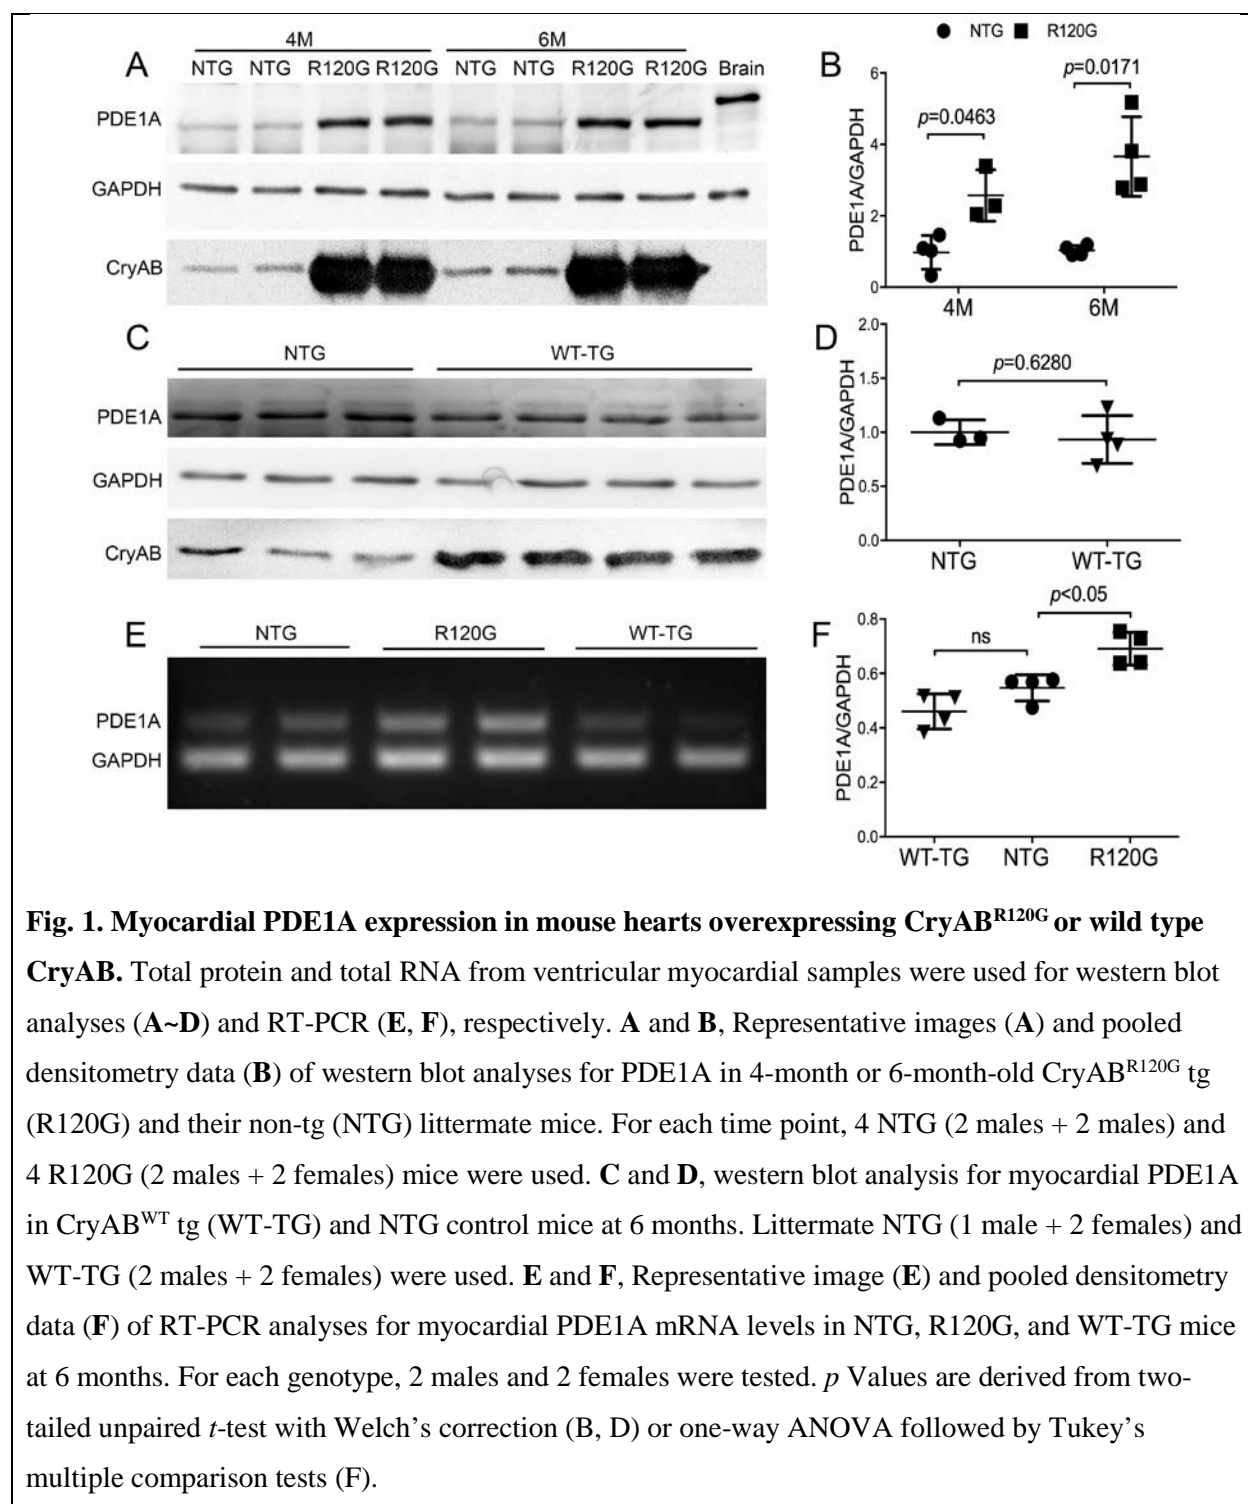 A
4M
6M
NTG NTG R120G R120G NTG NTG R120G R120G Brain
PDE1A
GAPDH
CryAB
B
NTG R120G
PDE1A/GAPDH
6
4
2
0
p=0.0463
p=0.0171
4M 6M
C
NTG WT-TG
PDE1A
GAPDH
CryAB
D
PDE1A/GAPDH
2.0
1.5
1.0
0.5
0.0
p=0.6280
NTG WT-TG
E
NTG R120G WT-TG
PDE1A
GAPDH
F
PDE1A/GAPDH
0.8
0.6
0.4
0.2
0.0
ns
p<0.05
WT-TG NTG R120G
Fig. 1. Myocardial PDE1A expression in mouse hearts overexpressing CryABR120G or wild type
CryAB. Total protein and total RNA from ventricular myocardial samples were used for western blot
analyses (A~D) and RT-PCR (E, F), respectively. A and B, Representative images (A) and pooled
densitometry data (B) of western blot analyses for PDE1A in 4-month or 6-month-old CryABR120G tg
(R120G) and their non-tg (NTG) littermate mice. For each time point, 4 NTG (2 males + 2 males) and
4 R120G (2 males + 2 females) mice were used. C and D, western blot analysis for myocardial PDE1A
in CryABWT tg (WT-TG) and NTG control mice at 6 months. Littermate NTG (1 male + 2 females) and
WT-TG (2 males + 2 females) were used. E and F, Representative image (E) and pooled densitometry
data (F) of RT-PCR analyses for myocardial PDE1A mRNA levels in NTG, R120G, and WT-TG mice
at 6 months. For each genotype, 2 males and 2 females were tested. p Values are derived from two-
tailed unpaired t-test with Welch’s correction (B, D) or one-way ANOVA followed by Tukey’s
multiple comparison tests (F).